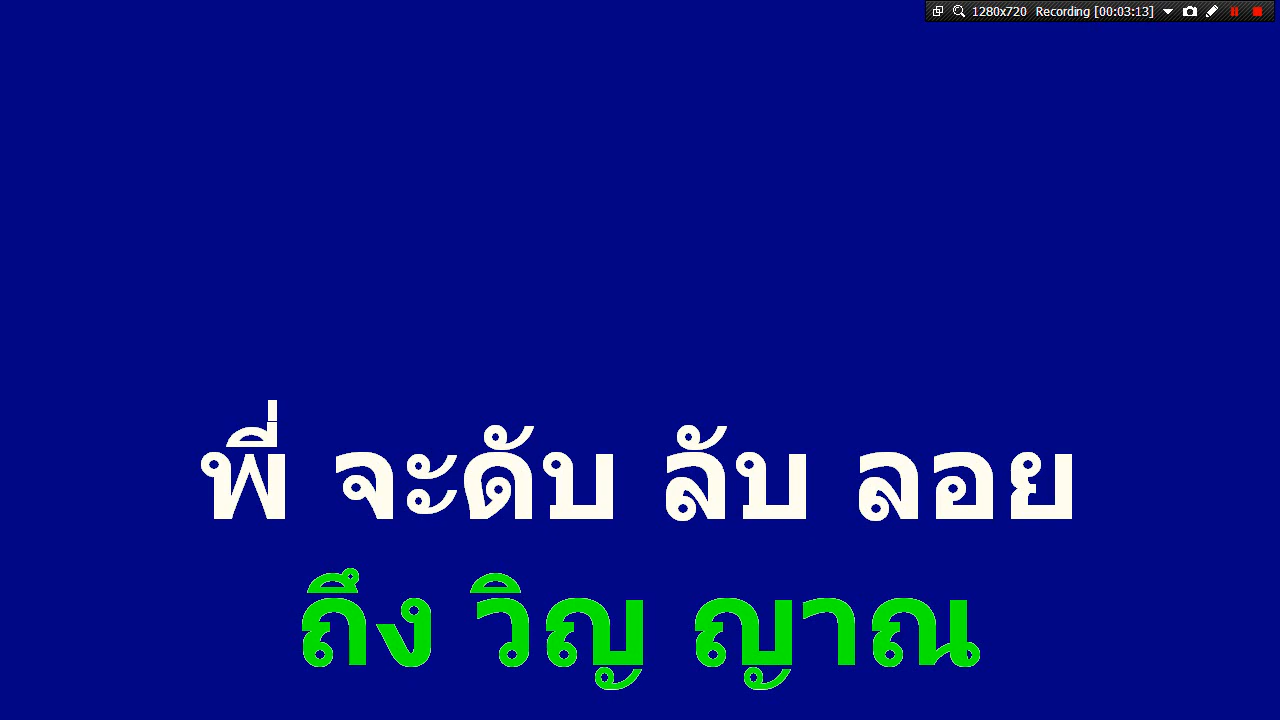 1280x720 Recording [00:03:13]
พี่ จะดับ ลับ ลอย
ถึง วิญ ญาณ